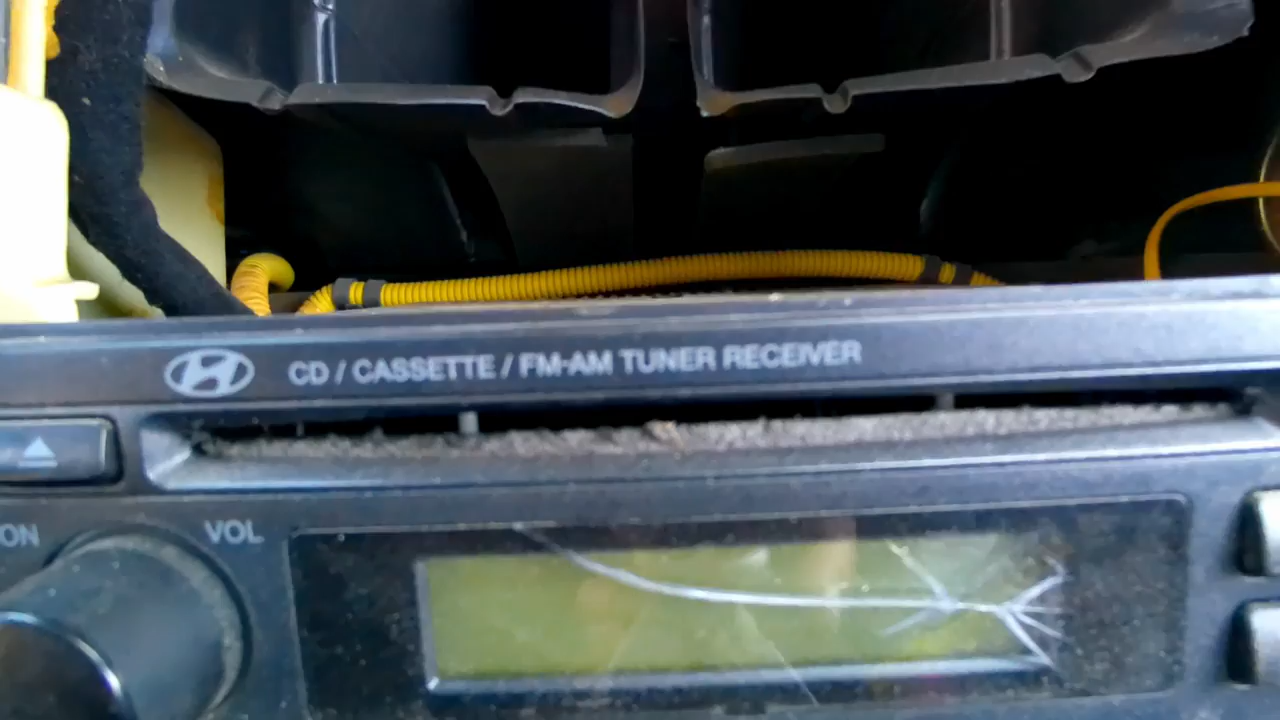 CD / CASSETTE / FM-AM TUNER RECEIVER
ON VOL